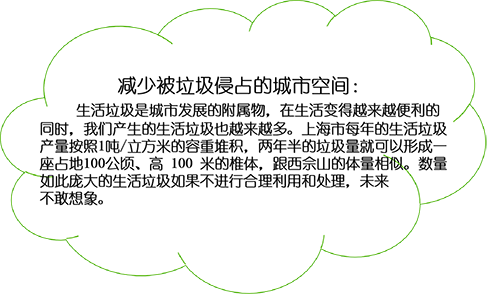 减少被垃圾侵占的城市空间：
生活垃圾是城市发展的附属物，在生活变得越来越便利的
同时，我们产生的生活垃圾也越来越多。上海市每年的生活垃圾
产量按照1吨/立方米的容重堆积，两年半的垃圾量就可以形成一
座占地100公顷、高 100 米的椎体，跟西佘山的体量相似。数量
如此庞大的生活垃圾如果不进行合理利用和处理，未来
不敢想象。